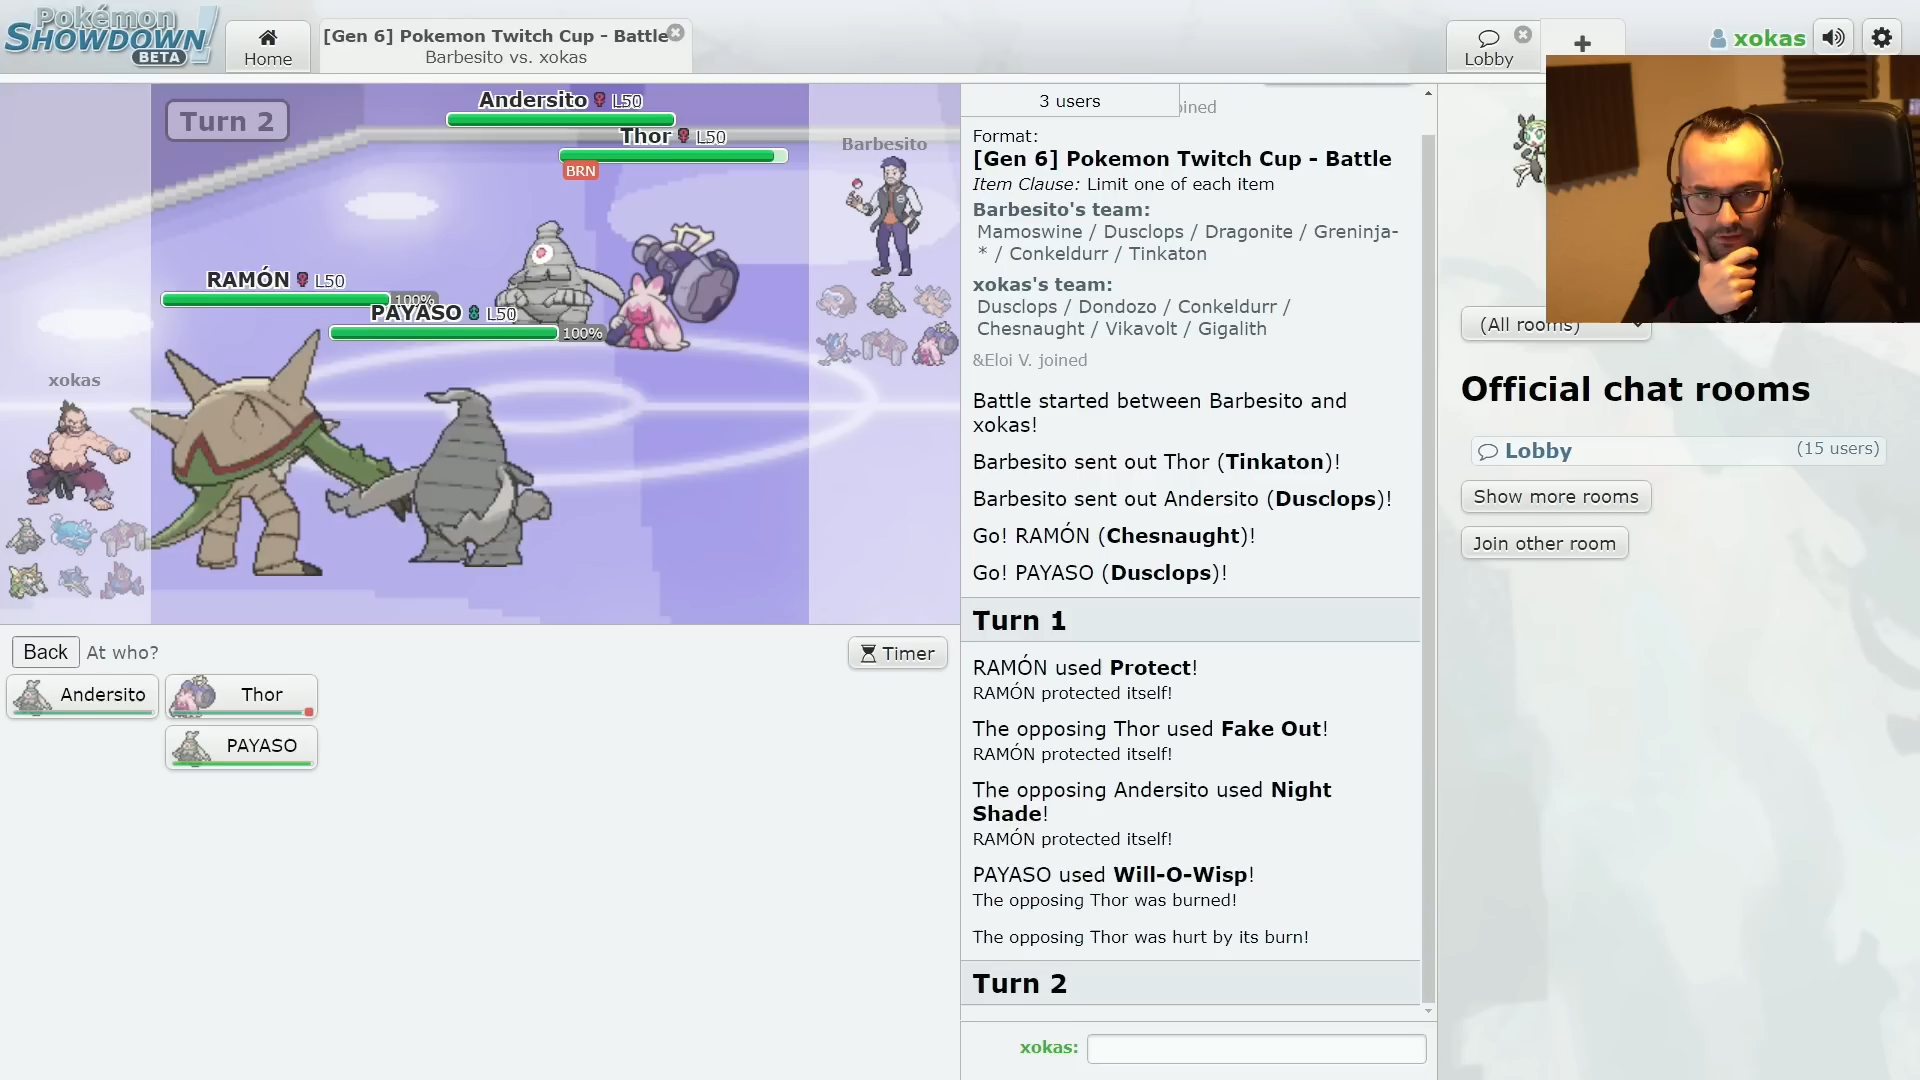 Pokémon
SHOWDOWN!
BETA
Home
[Gen 6] Pokemon Twitch Cup - Battle
Barbesito vs. xokas
Lobby
+
xokas
Turn 2
Andersito L50
Thor L50
BRN
RAMÓN L50
100%
PAYASO L50
100%
Barbesito
xokas
Back At who?
Timer
Andersito
Thor
PAYASO
3 users
oined
Format:
[Gen 6] Pokemon Twitch Cup - Battle
Item Clause: Limit one of each item
Barbesito's team:
Mamoswine / Dusclops / Dragonite / Greninja-
* / Conkeldurr / Tinkaton
xokas's team:
Dusclops / Dondozo / Conkeldurr /
Chesnaught / Vikavolt / Gigalith
&Eloi V. joined
Battle started between Barbesito and
xokas!
Barbesito sent out Thor (Tinkaton)!
Barbesito sent out Andersito (Dusclops)!
Go! RAMÓN (Chesnaught)!
Go! PAYASO (Dusclops)!
Turn 1
RAMÓN used Protect!
RAMÓN protected itself!
The opposing Thor used Fake Out!
RAMÓN protected itself!
The opposing Andersito used Night
Shade!
RAMÓN protected itself!
PAYASO used Will-O-Wisp!
The opposing Thor was burned!
The opposing Thor was hurt by its burn!
Turn 2
xokas:
(All rooms)
Official chat rooms
Lobby (15 users)
Show more rooms
Join other room